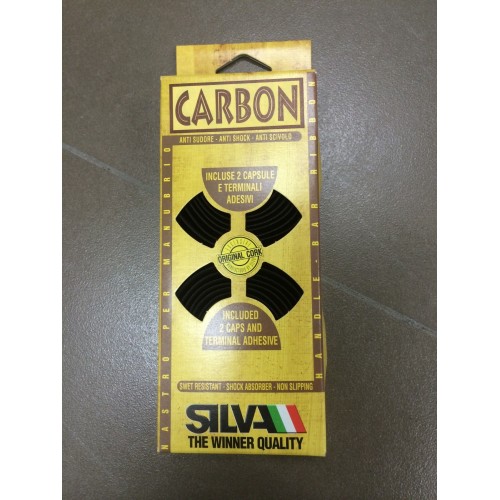 CARBON
ANTI SUDORE - ANTI SHOCK - ANTI SCIVOLO
INCLUSE 2 CAPSULE
E TERMINALI
ADESIVI
NASTRO PER MANUBRIO
HANDLE-BAR RIBBON
ORIGINAL CORK
INCLUDED
2 CAPS AND
TERMINAL ADHESIVE
SWET RESISTANT - SHOCK ABSORBER - NON SLIPPING
SILVA
THE WINNER QUALITY